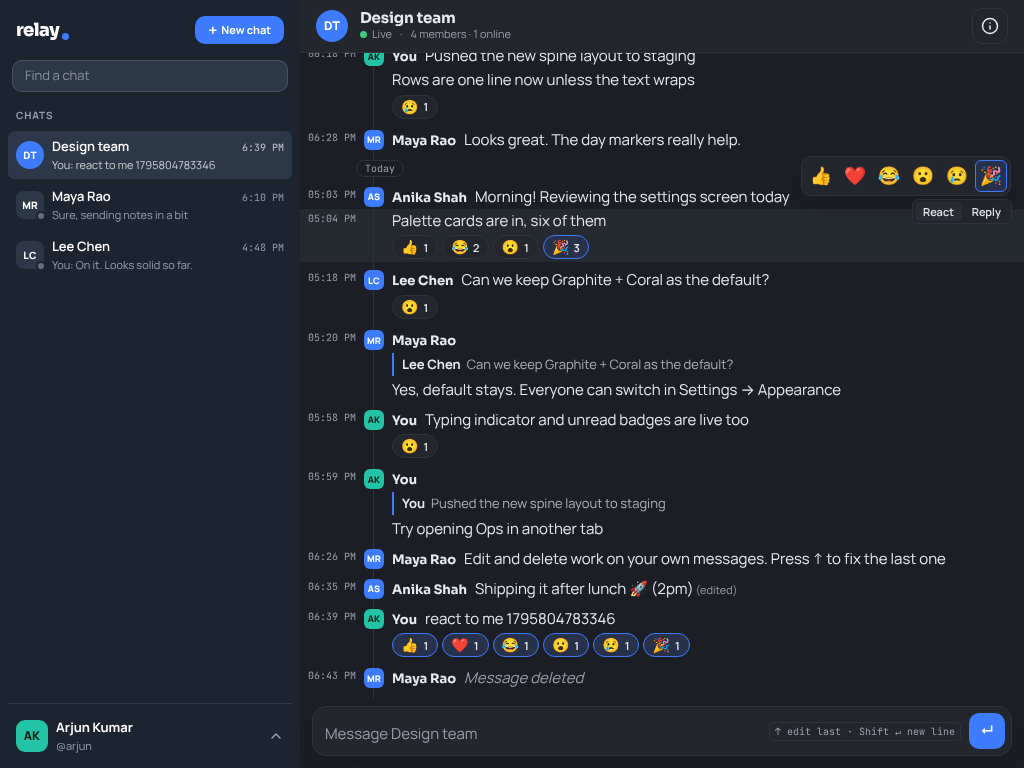 relay
+ New chat
Find a chat
CHATS
DT
Design team
6:39 PM
You: react to me 1795804783346
MR
Maya Rao
6:10 PM
Sure, sending notes in a bit
LC
Lee Chen
4:48 PM
You: On it. Looks solid so far.
AK
Arjun Kumar
@arjun
DT
Design team
Live · 4 members · 1 online
06:18 PM AK You Pushed the new spine layout to staging
Rows are one line now unless the text wraps
😢 1
06:28 PM MR Maya Rao Looks great. The day markers really help.
Today
👍 ❤️ 😂 😮 😢 🎉
05:03 PM AS Anika Shah Morning! Reviewing the settings screen today
React Reply
05:04 PM Palette cards are in, six of them
👍 1 😂 2 😮 1 🎉 3
05:18 PM LC Lee Chen Can we keep Graphite + Coral as the default?
😮 1
05:20 PM MR Maya Rao
Lee Chen Can we keep Graphite + Coral as the default?
Yes, default stays. Everyone can switch in Settings → Appearance
05:58 PM AK You Typing indicator and unread badges are live too
😮 1
05:59 PM AK You
You Pushed the new spine layout to staging
Try opening Ops in another tab
06:26 PM MR Maya Rao Edit and delete work on your own messages. Press ↑ to fix the last one
06:35 PM AS Anika Shah Shipping it after lunch 🚀 (2pm) (edited)
06:39 PM AK You react to me 1795804783346
👍 1 ❤️ 1 😂 1 😮 1 😢 1 🎉 1
06:43 PM MR Maya Rao Message deleted
Message Design team
↑ edit last · Shift ↵ new line